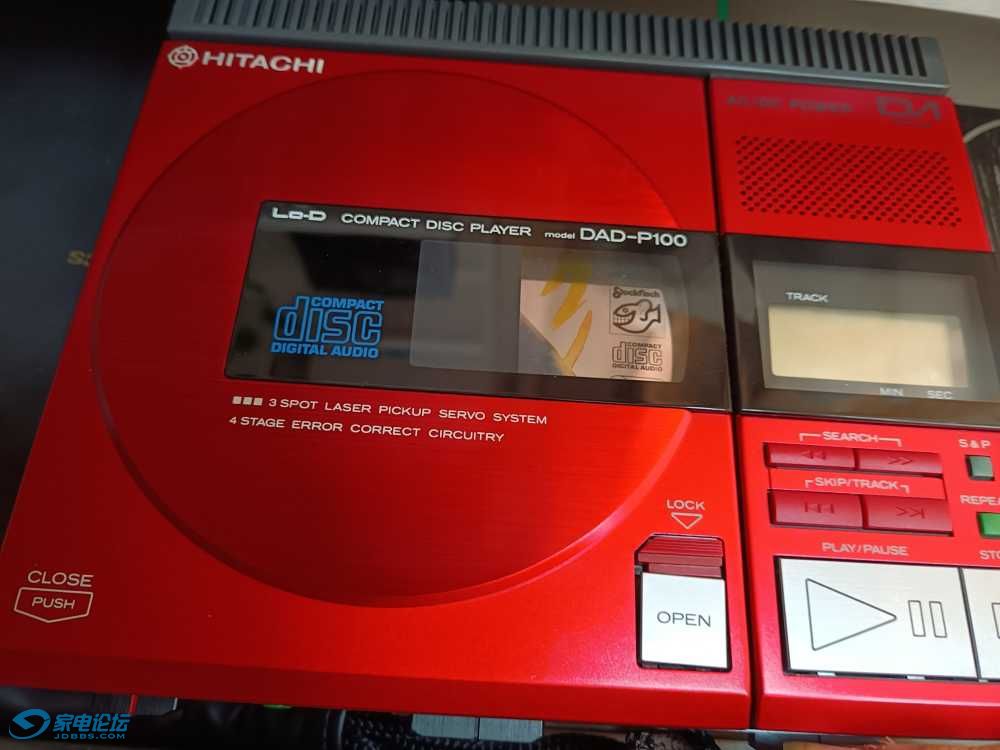 HITACHI
AC/DC POWER DA
Lo-D COMPACT DISC PLAYER model DAD-P100
TRACK
COMPACT
disc
DIGITAL AUDIO
Stockfisch
COMPACT
disc
DIGITAL AUDIO
MIN SEC
3 SPOT LASER PICKUP SERVO SYSTEM
4 STAGE ERROR CORRECT CIRCUITRY
SEARCH
S & P
SKIP/TRACK
LOCK
PLAY/PAUSE
OPEN
CLOSE
PUSH
家电论坛
JDBBS.COM